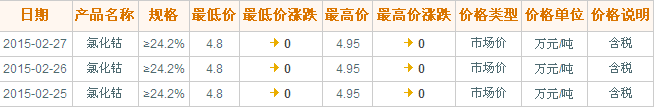 日期 产品名称 规格 最低价 最低价涨跌 最高价 最高价涨跌 价格类型 价格单位 价格说明
2015-02-27 氯化钴 ≥24.2% 4.8 → 0 4.95 → 0 市场价 万元/吨 含税
2015-02-26 氯化钴 ≥24.2% 4.8 → 0 4.95 → 0 市场价 万元/吨 含税
2015-02-25 氯化钴 ≥24.2% 4.8 → 0 4.95 → 0 市场价 万元/吨 含税